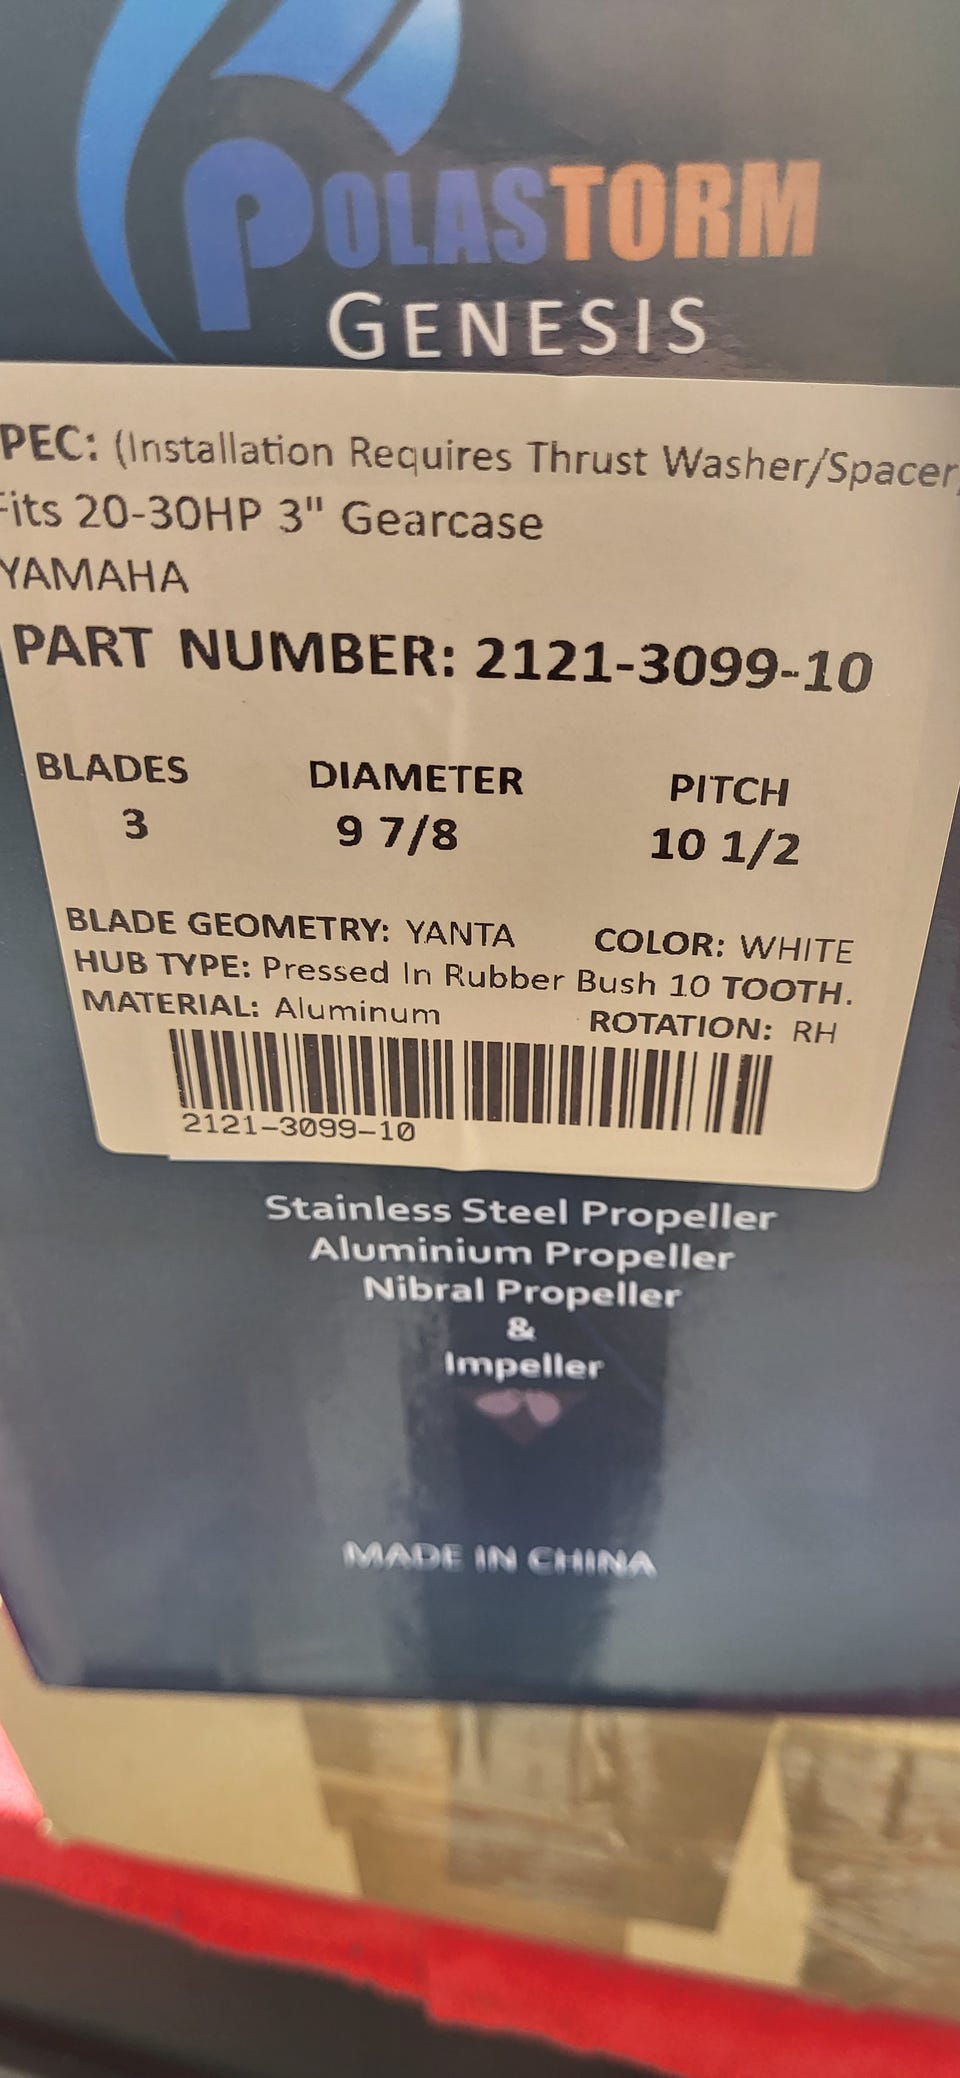 POLASTORM
GENESIS
PEC: (Installation Requires Thrust Washer/Spacer,
Fits 20-30HP 3" Gearcase
YAMAHA
PART NUMBER: 2121-3099-10
BLADES DIAMETER PITCH
3 9 7/8 10 1/2
BLADE GEOMETRY: YANTA COLOR: WHITE
HUB TYPE: Pressed In Rubber Bush 10 TOOTH.
MATERIAL: Aluminum ROTATION: RH
2121-3099-10
Stainless Steel Propeller
Aluminium Propeller
Nibral Propeller
&
Impeller
MADE IN CHINA